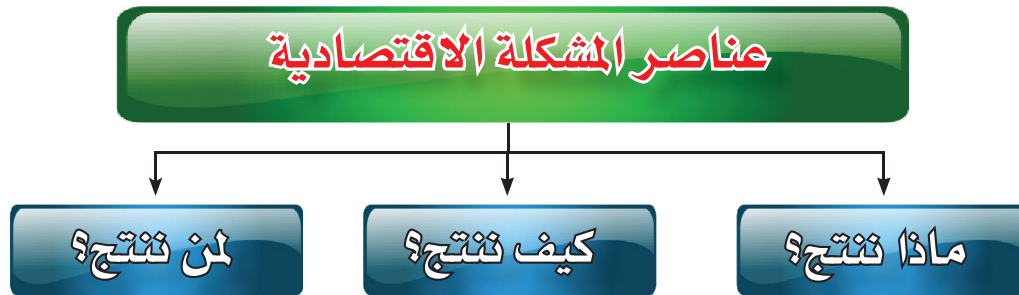 عناصر المشكلة الاقتصادية
ماذا ننتج؟
كيف ننتج؟
لمن ننتج؟